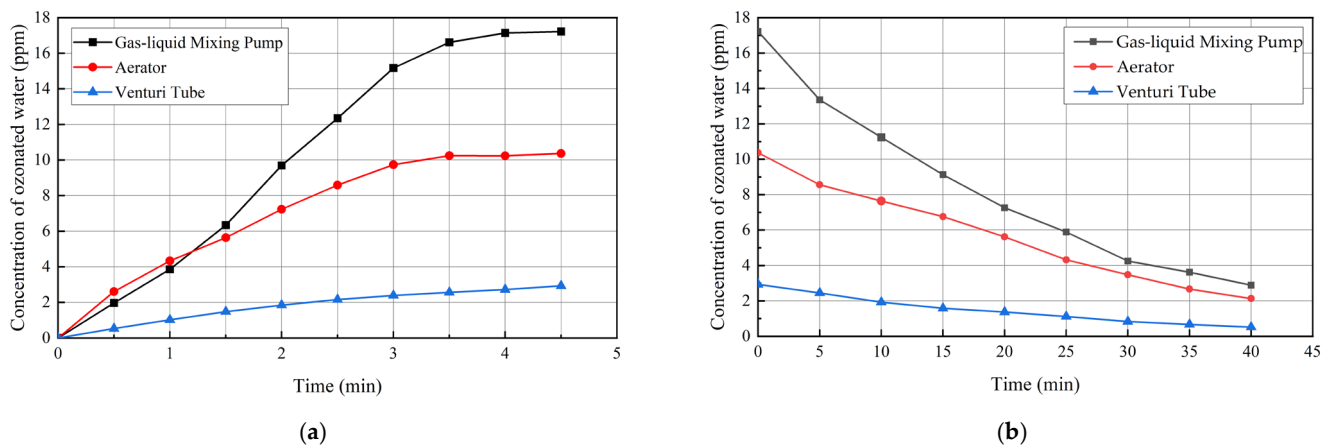 Concentration of ozonated water (ppm)
18
16
14
12
10
8
6
4
2
0
Gas-liquid Mixing Pump
Aerator
Venturi Tube
0 1 2 3 4 5
Time (min)
(a)
Concentration of ozonated water (ppm)
18
16
14
12
10
8
6
4
2
0
Gas-liquid Mixing Pump
Aerator
Venturi Tube
0 5 10 15 20 25 30 35 40 45
Time (min)
(b)